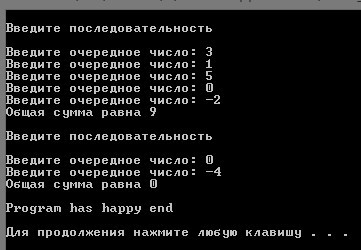 Введите последовательность
Введите очередное число: 3
Введите очередное число: 1
Введите очередное число: 5
Введите очередное число: 0
Введите очередное число: -2
Общая сумма равна 9
Введите последовательность
Введите очередное число: 0
Введите очередное число: -4
Общая сумма равна 0
Program has happy end
Для продолжения нажмите любую клавишу . . .